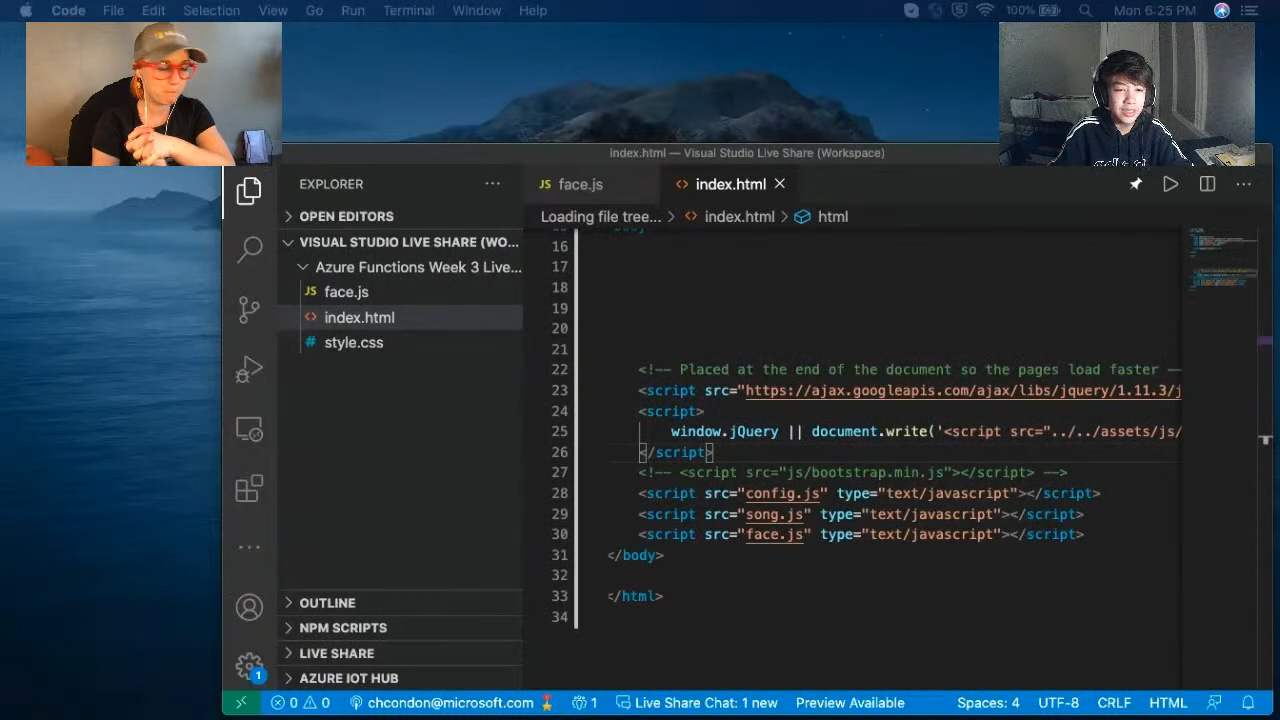 Code File Edit Selection View Go Run Terminal Window Help 100% Mon 6:25 PM
index.html — Visual Studio Live Share (Workspace)
EXPLORER
JS face.js
<> index.html
OPEN EDITORS
Loading file tree... > <> index.html > html
VISUAL STUDIO LIVE SHARE (WO...
Azure Functions Week 3 Live...
JS face.js
<> index.html
# style.css
16
17
18
19
20
21
22 <!-- Placed at the end of the document so the pages load faster --
23 <script src="https://ajax.googleapis.com/ajax/libs/jquery/1.11.3/j
24 <script>
25 window.jQuery || document.write('<script src="../../assets/js/
26 </script>
27 <!-- <script src="js/bootstrap.min.js"></script> -->
28 <script src="config.js" type="text/javascript"></script>
29 <script src="song.js" type="text/javascript"></script>
30 <script src="face.js" type="text/javascript"></script>
31 </body>
32
33 </html>
34
OUTLINE
NPM SCRIPTS
LIVE SHARE
AZURE IOT HUB
1
0 0 chcondon@microsoft.com 1 Live Share Chat: 1 new Preview Available Spaces: 4 UTF-8 CRLF HTML